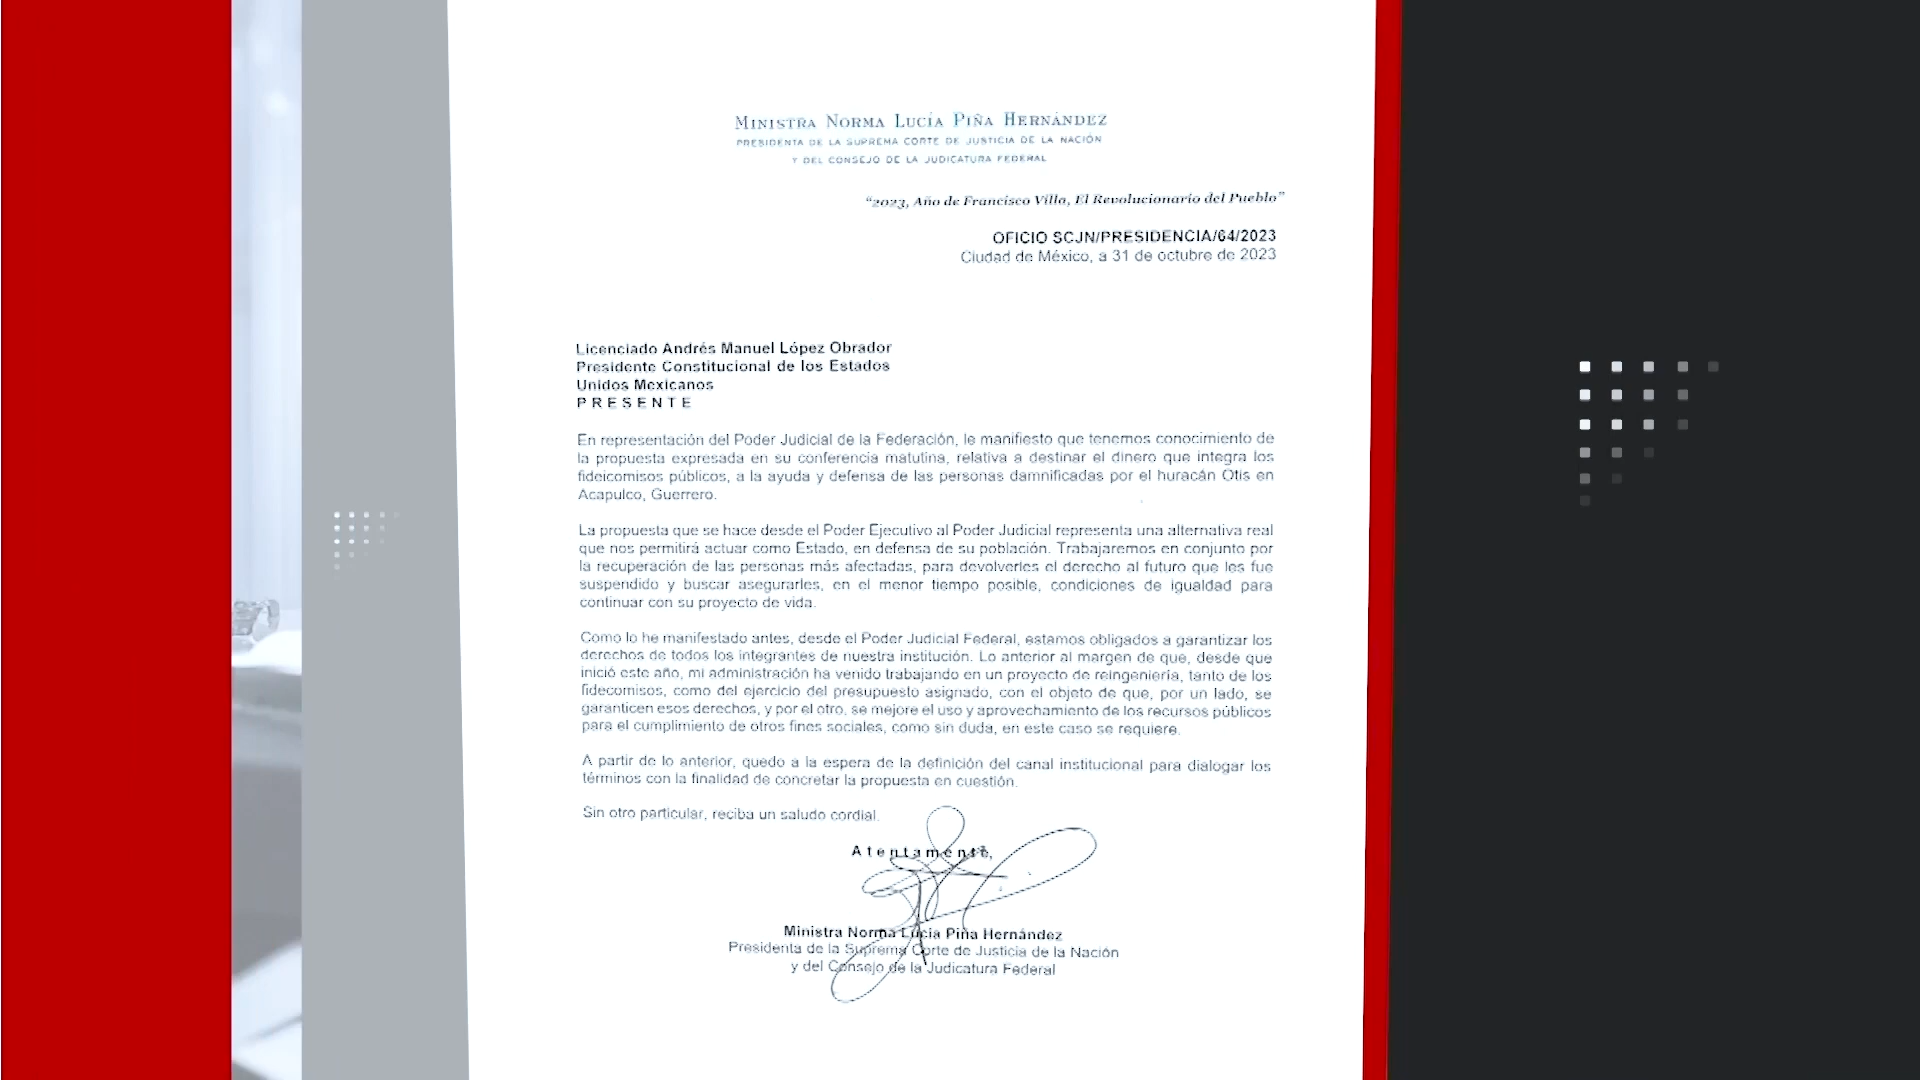 MINISTRA NORMA LUCÍA PIÑA HERNÁNDEZ
PRESIDENTA DE LA SUPREMA CORTE DE JUSTICIA DE LA NACIÓN
Y DEL CONSEJO DE LA JUDICATURA FEDERAL
“2023, Año de Francisco Villa, El Revolucionario del Pueblo”
OFICIO SCJN/PRESIDENCIA/64/2023
Ciudad de México, a 31 de octubre de 2023
Licenciado Andrés Manuel López Obrador
Presidente Constitucional de los Estados
Unidos Mexicanos
P R E S E N T E
En representación del Poder Judicial de la Federación, le manifiesto que tenemos conocimiento de
la propuesta expresada en su conferencia matutina, relativa a destinar el dinero que integra los
fideicomisos públicos, a la ayuda y defensa de las personas damnificadas por el huracán Otis en
Acapulco, Guerrero.
La propuesta que se hace desde el Poder Ejecutivo al Poder Judicial representa una alternativa real
que nos permitirá actuar como Estado, en defensa de su población. Trabajaremos en conjunto por
la recuperación de las personas más afectadas, para devolverles el derecho al futuro que les fue
suspendido y buscar asegurarles, en el menor tiempo posible, condiciones de igualdad para
continuar con su proyecto de vida.
Como lo he manifestado antes, desde el Poder Judicial Federal, estamos obligados a garantizar los
derechos de todos los integrantes de nuestra institución. Lo anterior al margen de que, desde que
inició este año, mi administración ha venido trabajando en un proyecto de reingeniería, tanto de los
fidecomisos, como del ejercicio del presupuesto asignado, con el objeto de que, por un lado, se
garanticen esos derechos, y por el otro, se mejore el uso y aprovechamiento de los recursos públicos
para el cumplimiento de otros fines sociales, como sin duda, en este caso se requiere.
A partir de lo anterior, quedo a la espera de la definición del canal institucional para dialogar los
términos con la finalidad de concretar la propuesta en cuestión.
Sin otro particular, reciba un saludo cordial.
A t e n t a m e n t e,
Ministra Norma Lucía Piña Hernández
Presidenta de la Suprema Corte de Justicia de la Nación
y del Consejo de la Judicatura Federal